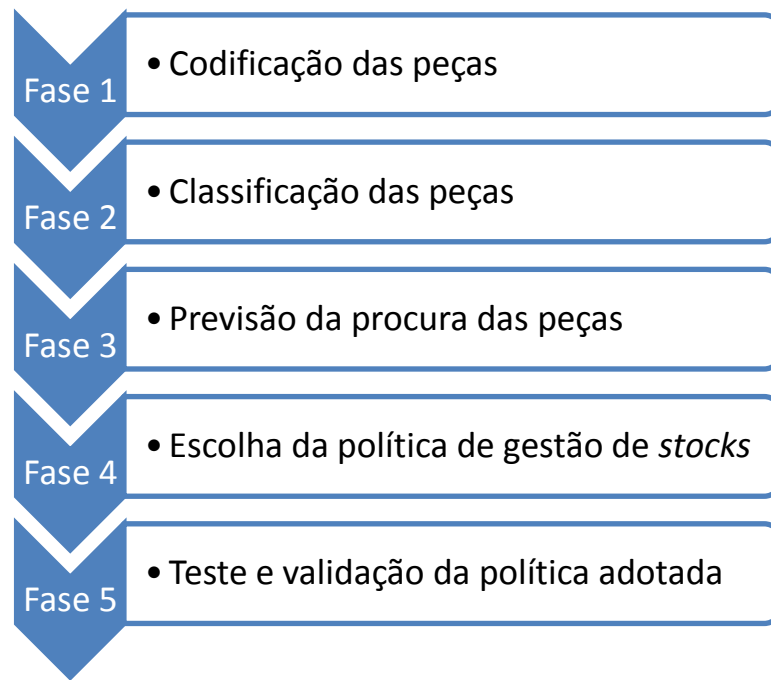 Fase 1
• Codificação das peças
Fase 2
• Classificação das peças
Fase 3
• Previsão da procura das peças
Fase 4
• Escolha da política de gestão de stocks
Fase 5
• Teste e validação da política adotada